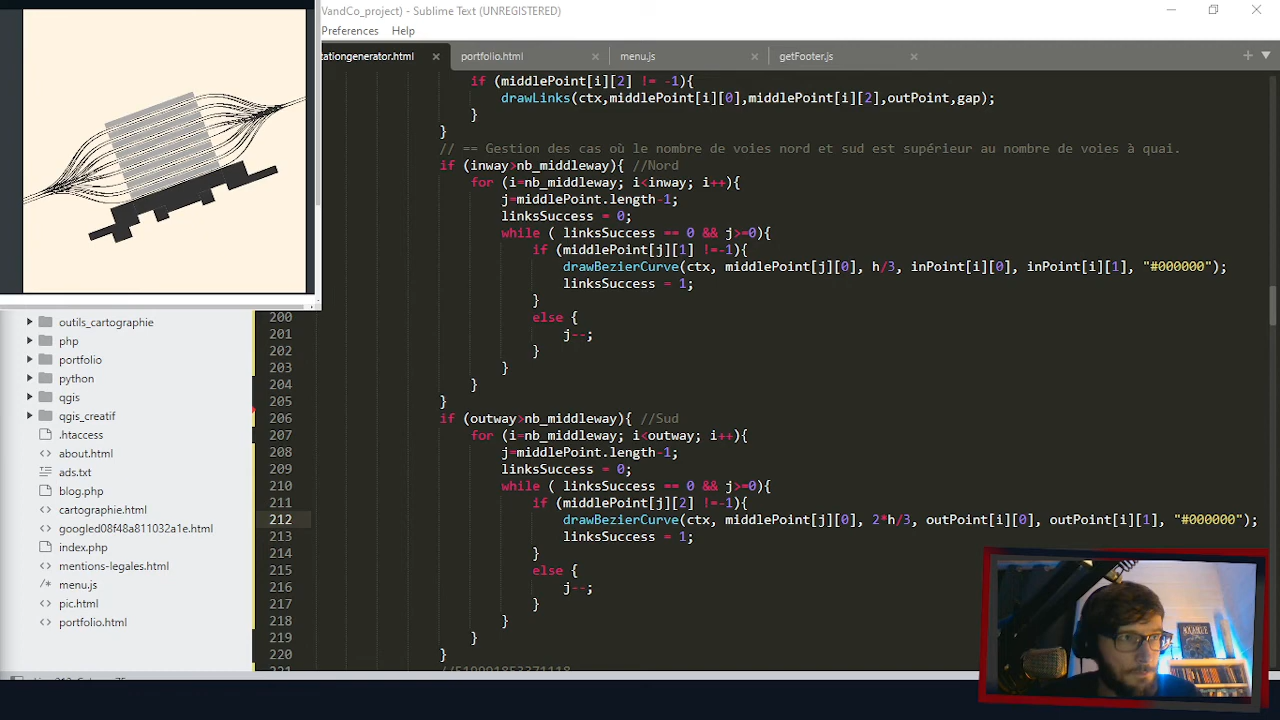 VandCo_project) - Sublime Text (UNREGISTERED)
Preferences Help
tationgenerator.html × portfolio.html × menu.js × getFooter.js × +
if (middlePoint[i][2] != -1){
drawLinks(ctx,middlePoint[i][0],middlePoint[i][2],outPoint,gap);
}
}
// == Gestion des cas où le nombre de voies nord et sud est supérieur au nombre de voies à quai.
if (inway>nb_middleway){ //Nord
for (i=nb_middleway; i<inway; i++){
j=middlePoint.length-1;
linksSuccess = 0;
while ( linksSuccess == 0 && j>=0){
if (middlePoint[j][1] !=-1){
drawBezierCurve(ctx, middlePoint[j][0], h/3, inPoint[i][0], inPoint[i][1], "#000000");
linksSuccess = 1;
}
200 else {
201 j--;
202 }
203 }
204 }
205 }
206 if (outway>nb_middleway){ //Sud
207 for (i=nb_middleway; i<outway; i++){
208 j=middlePoint.length-1;
209 linksSuccess = 0;
210 while ( linksSuccess == 0 && j>=0){
211 if (middlePoint[j][2] !=-1){
212 drawBezierCurve(ctx, middlePoint[j][0], 2*h/3, outPoint[i][0], outPoint[i][1], "#000000");
213 linksSuccess = 1;
214 }
215 else {
216 j--;
217 }
218 }
219 }
220 }
221 //519991853371118
outils_cartographie
php
portfolio
python
qgis
qgis_creatif
.htaccess
about.html
ads.txt
blog.php
cartographie.html
googled08f48a811032a1e.html
index.php
mentions-legales.html
menu.js
pic.html
portfolio.html